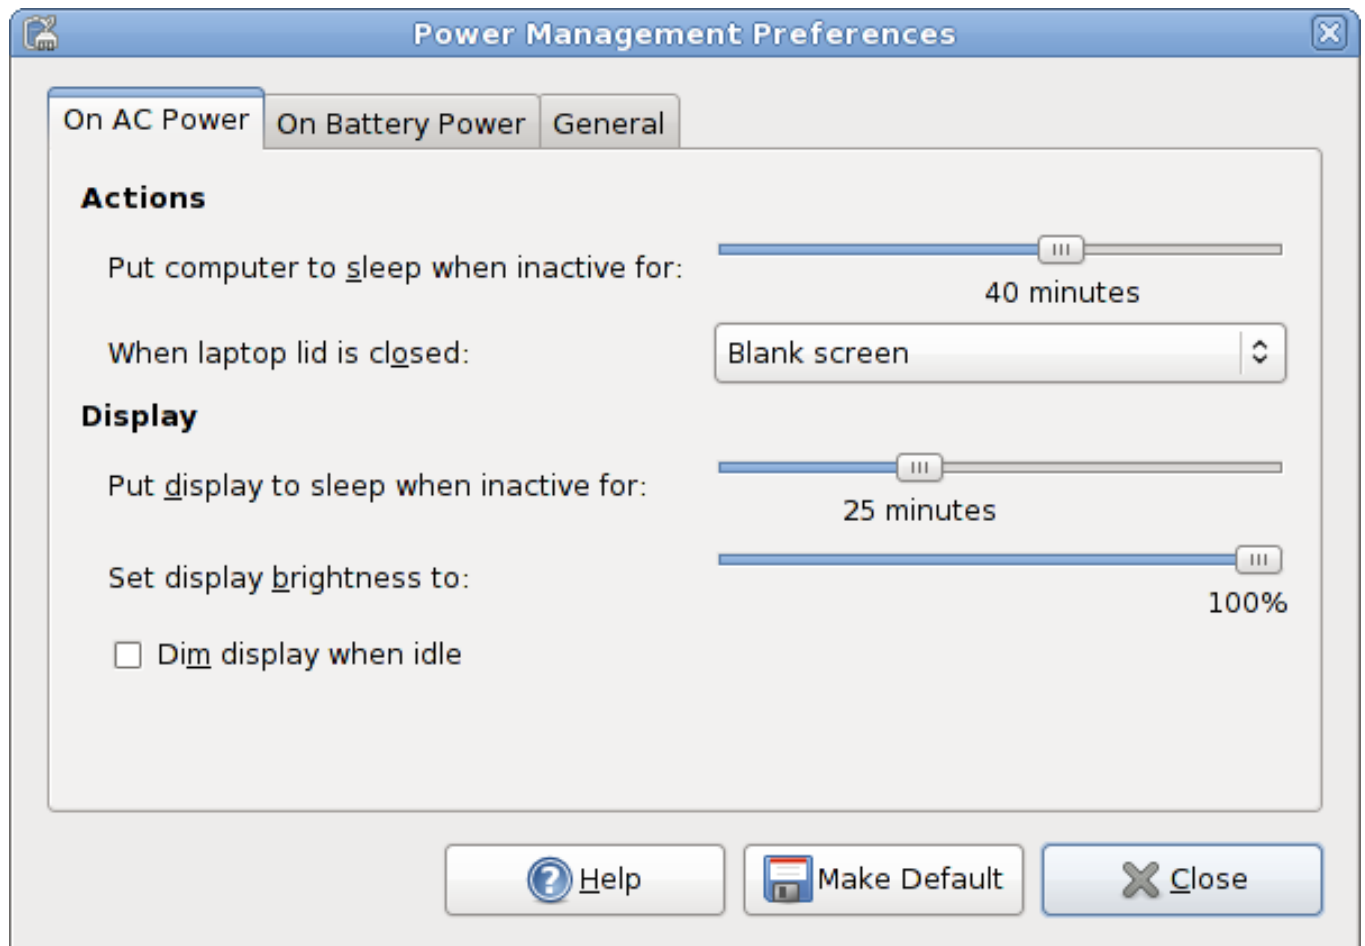 Power Management Preferences
On AC Power On Battery Power General
Actions
Put computer to sleep when inactive for:
40 minutes
When laptop lid is closed: Blank screen
Display
Put display to sleep when inactive for:
25 minutes
Set display brightness to:
100%
Dim display when idle
Help Make Default Close